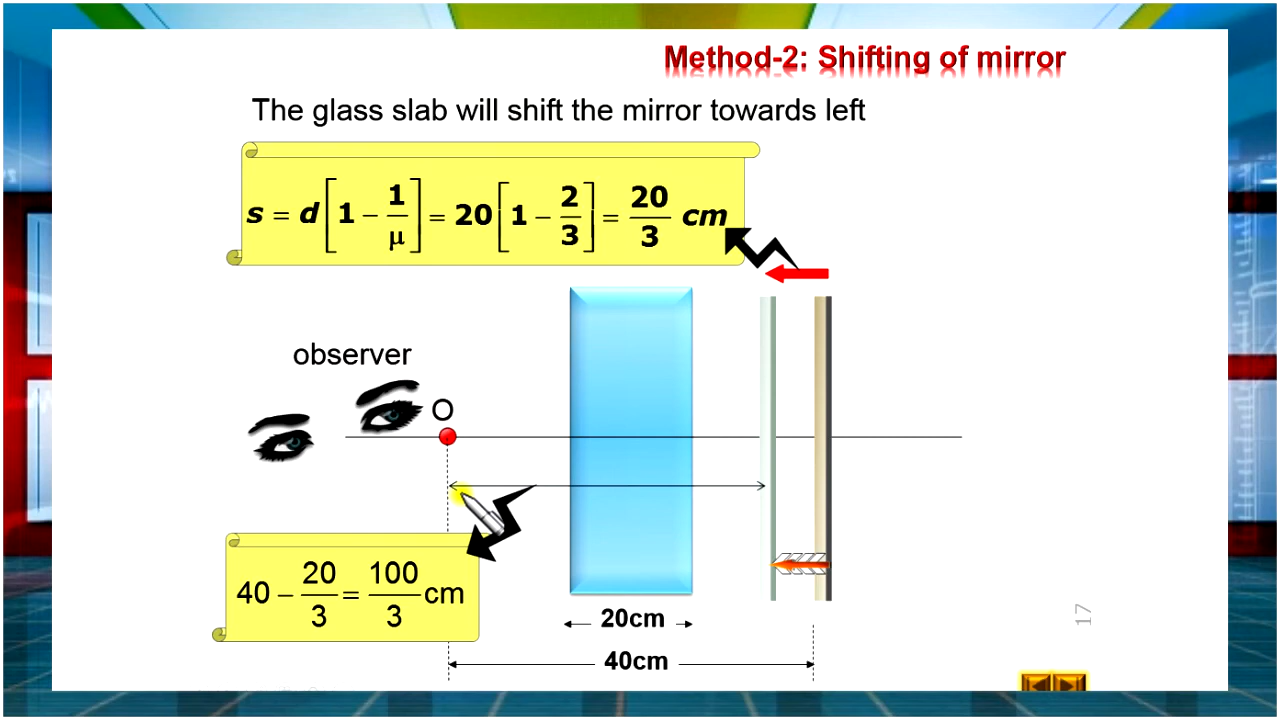 Method-2: Shifting of mirror
The glass slab will shift the mirror towards left
s = d[1 − 1/μ] = 20[1 − 2/3] = 20/3 cm
observer
O
40 − 20/3 = 100/3 cm
20cm
40cm
17